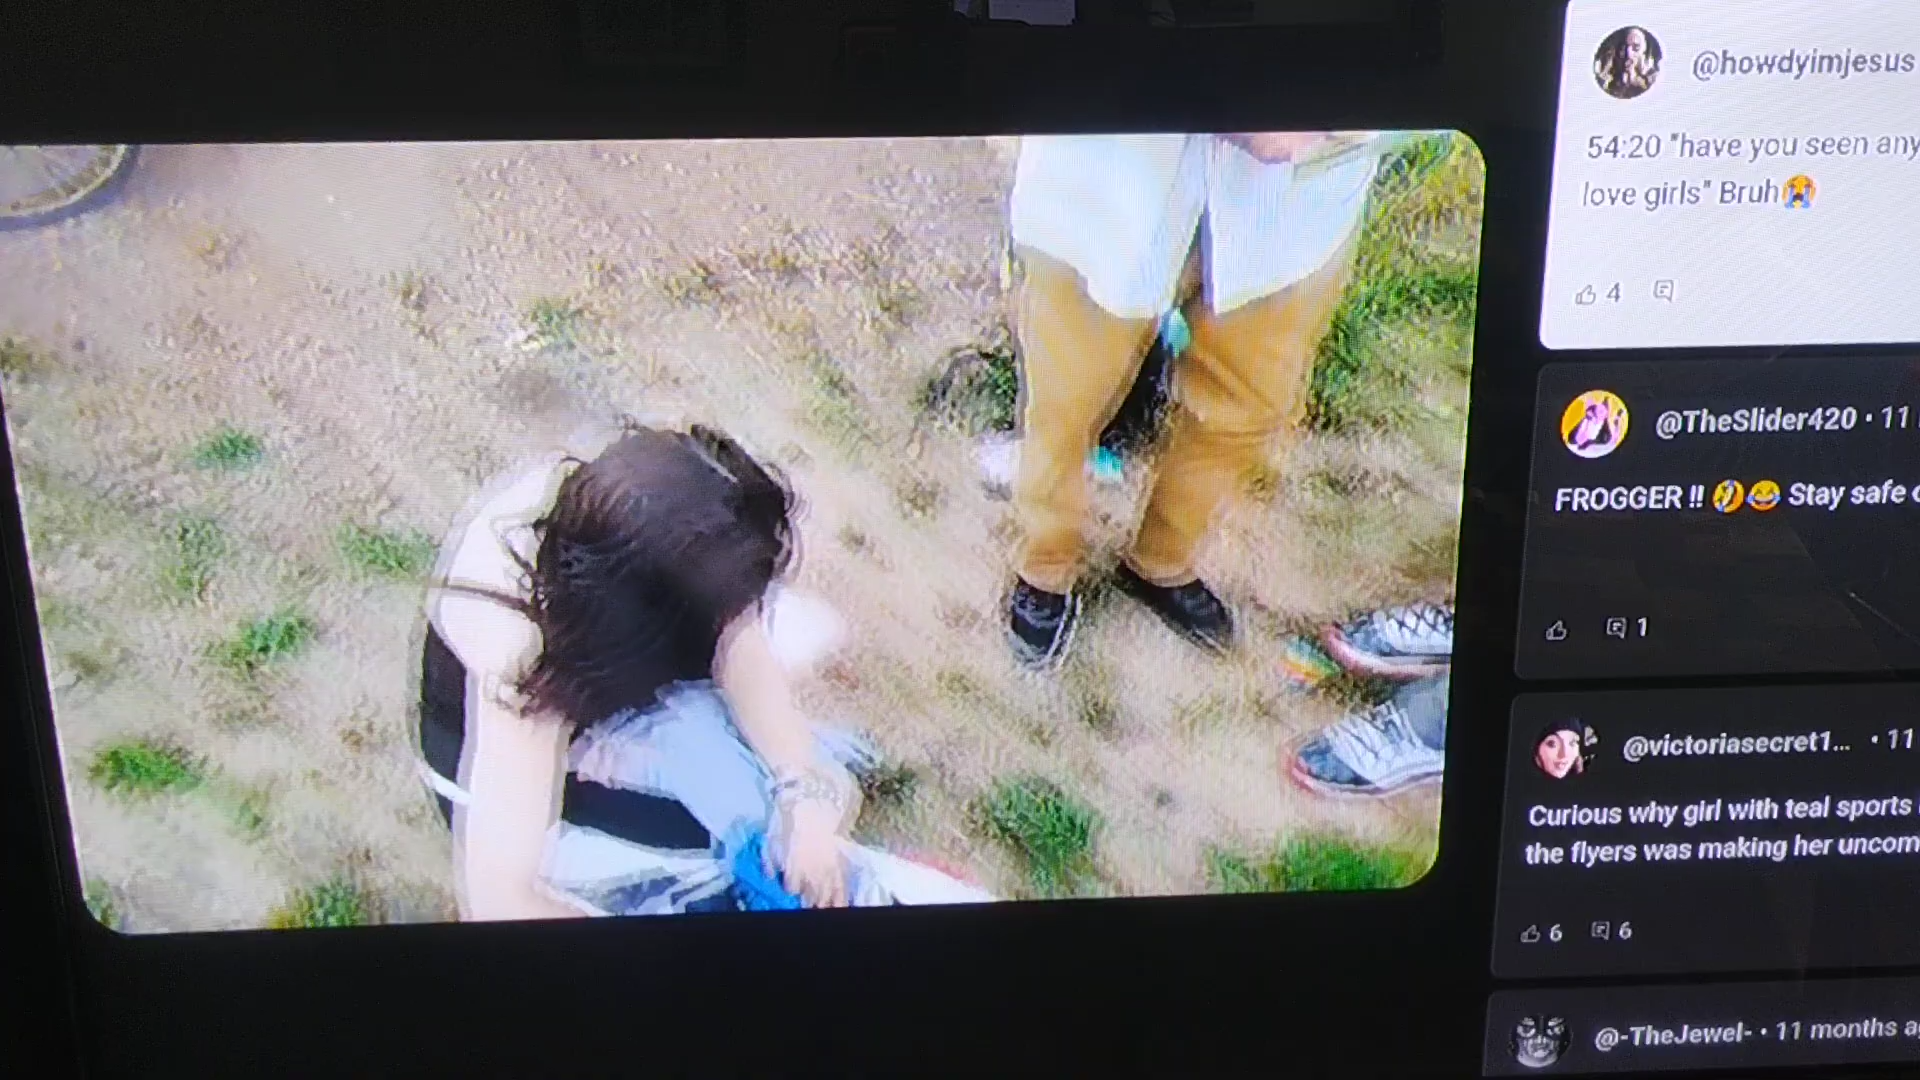 @howdyimjesus
54:20 "have you seen any
love girls" Bruh😭
4
@TheSlider420 • 11
FROGGER !! 🤣😂 Stay safe
1
@victoriasecret1... • 11
Curious why girl with teal sports
the flyers was making her uncom
6 6
@-TheJewel- • 11 months